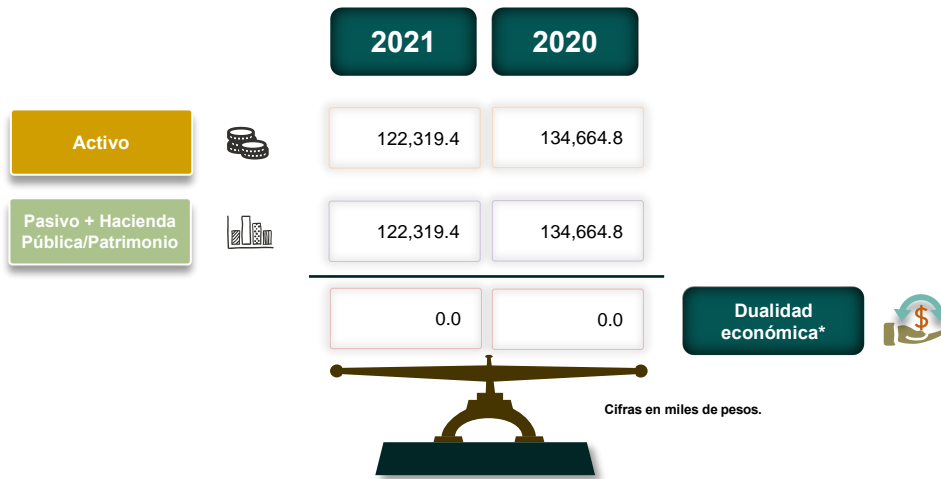 2021 2020
Activo 122,319.4 134,664.8
Pasivo + Hacienda
Pública/Patrimonio 122,319.4 134,664.8
0.0 0.0 Dualidad
económica*
$
Cifras en miles de pesos.